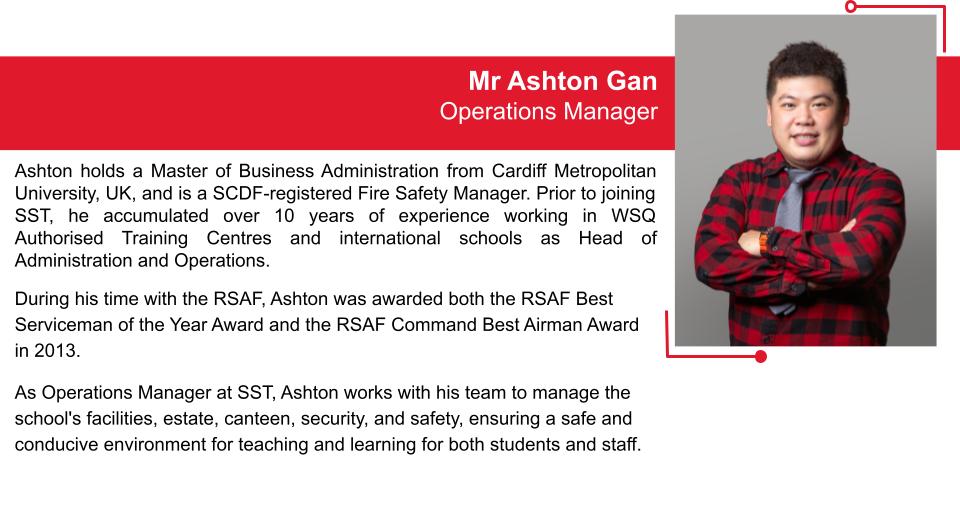 Mr Ashton Gan
Operations Manager
Ashton holds a Master of Business Administration from Cardiff Metropolitan
University, UK, and is a SCDF-registered Fire Safety Manager. Prior to joining
SST, he accumulated over 10 years of experience working in WSQ
Authorised Training Centres and international schools as Head of
Administration and Operations.
During his time with the RSAF, Ashton was awarded both the RSAF Best
Serviceman of the Year Award and the RSAF Command Best Airman Award
in 2013.
As Operations Manager at SST, Ashton works with his team to manage the
school's facilities, estate, canteen, security, and safety, ensuring a safe and
conducive environment for teaching and learning for both students and staff.